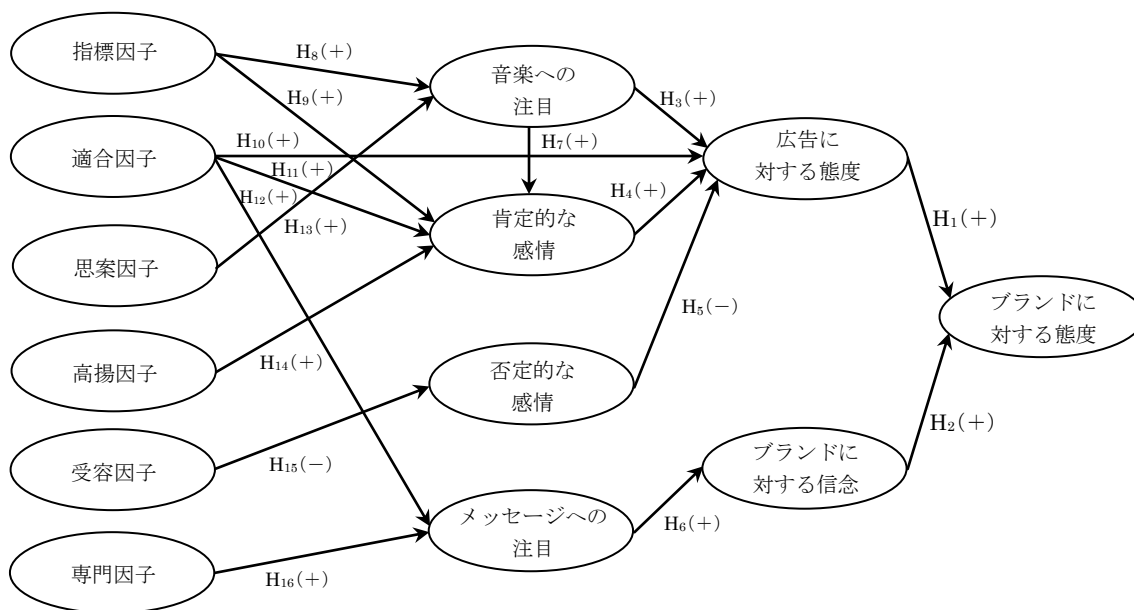 指標因子
H₈(+)
音楽への
注目
H₉(+)
H₃(+)
適合因子
H₁₀(+)
H₇(+)
広告に
対する態度
H₁₁(+)
H₁₂(+)
H₄(+)
H₁₃(+)
肯定的な
感情
H₁(+)
思案因子
H₅(−)
ブランドに
対する態度
高揚因子
H₁₄(+)
否定的な
感情
H₂(+)
受容因子
H₁₅(−)
ブランドに
対する信念
メッセージへの
注目
H₆(+)
専門因子
H₁₆(+)